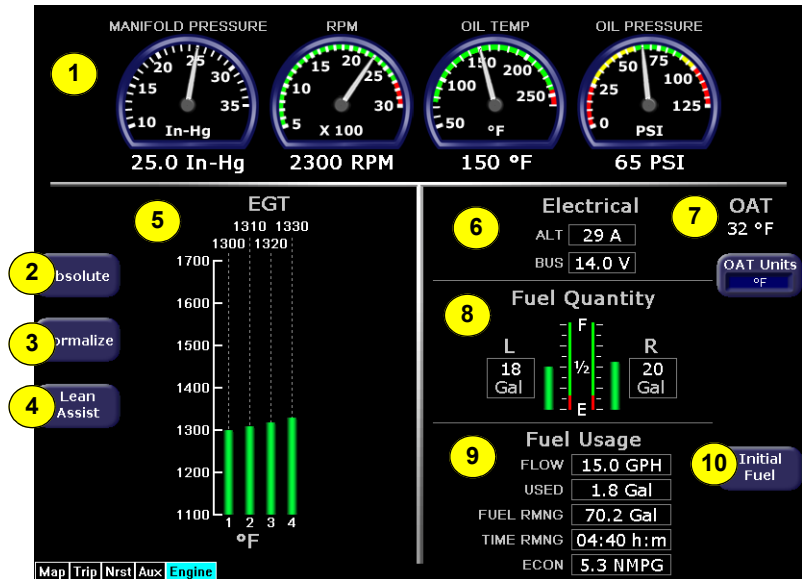 MANIFOLD PRESSURE
10 15 20 25 30 35
In-Hg
25.0 In-Hg
RPM
5 10 15 20 25 30
X 100
2300 RPM
OIL TEMP
50 100 150 200 250
°F
150 °F
OIL PRESSURE
0 25 50 75 100 125
PSI
65 PSI
1
2
bsolute
3
ormalize
4
Lean
Assist
5
EGT
1310 1330
1300 1320
1700
1600
1500
1400
1300
1200
1100
1 2 3 4
°F
6
Electrical
ALT 29 A
BUS 14.0 V
7
OAT
32 °F
OAT Units
°F
8
Fuel Quantity
L
18
Gal
F
½
E
R
20
Gal
9
Fuel Usage
FLOW 15.0 GPH
USED 1.8 Gal
FUEL RMNG 70.2 Gal
TIME RMNG 04:40 h:m
ECON 5.3 NMPG
10
Initial
Fuel
Map Trip Nrst Aux Engine